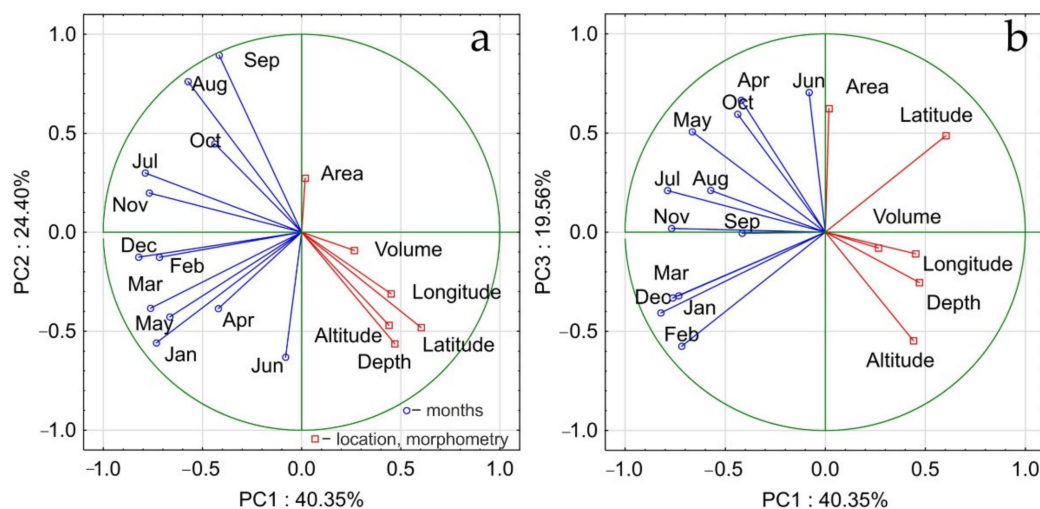 a
1.0
0.5
0.0
−0.5
−1.0
PC2 : 24.40%
Sep
Aug
Oct
Jul
Nov
Area
Volume
Dec
Feb
Longitude
Mar
May
Apr
Altitude
Latitude
Jan
Jun
Depth
– months
– location, morphometry
−1.0
−0.5
0.0
0.5
1.0
PC1 : 40.35%
b
1.0
0.5
0.0
−0.5
−1.0
PC3 : 19.56%
Apr
Jun
Area
Oct
May
Latitude
Jul
Aug
Nov
Sep
Volume
Mar
Longitude
Dec
Jan
Depth
Feb
Altitude
−1.0
−0.5
0.0
0.5
1.0
PC1 : 40.35%